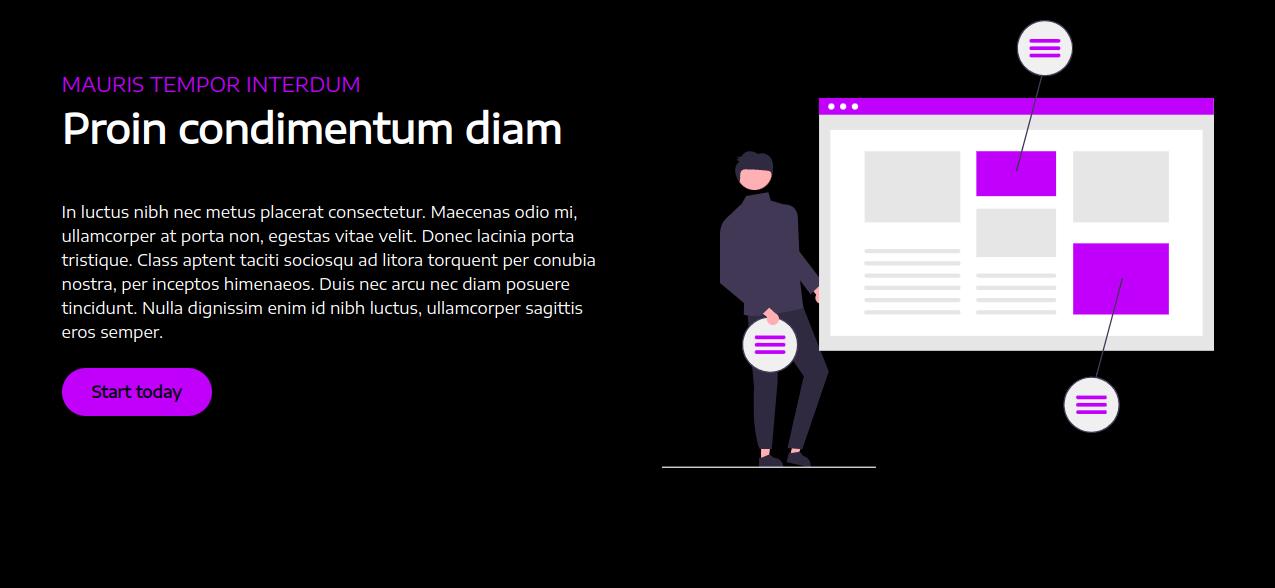 MAURIS TEMPOR INTERDUM
Proin condimentum diam
In luctus nibh nec metus placerat consectetur. Maecenas odio mi,
ullamcorper at porta non, egestas vitae velit. Donec lacinia porta
tristique. Class aptent taciti sociosqu ad litora torquent per conubia
nostra, per inceptos himenaeos. Duis nec arcu nec diam posuere
tincidunt. Nulla dignissim enim id nibh luctus, ullamcorper sagittis
eros semper.
Start today